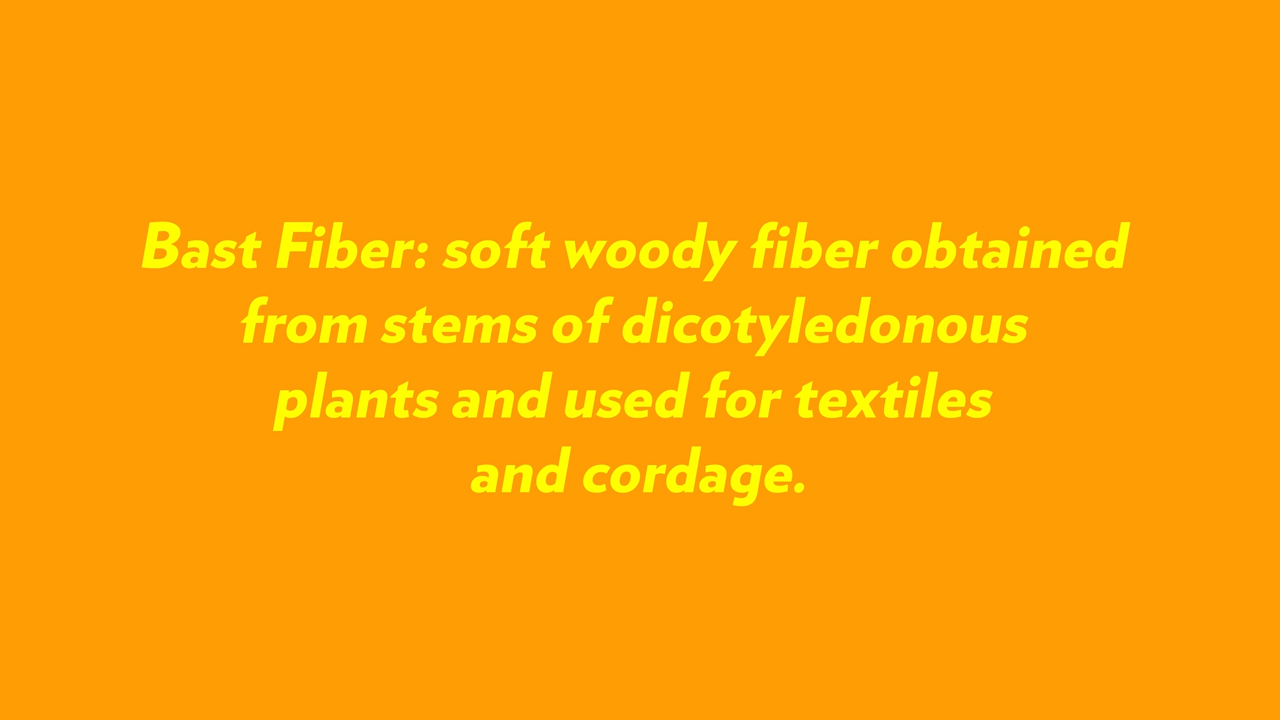 Bast Fiber: soft woody fiber obtained
from stems of dicotyledonous
plants and used for textiles
and cordage.